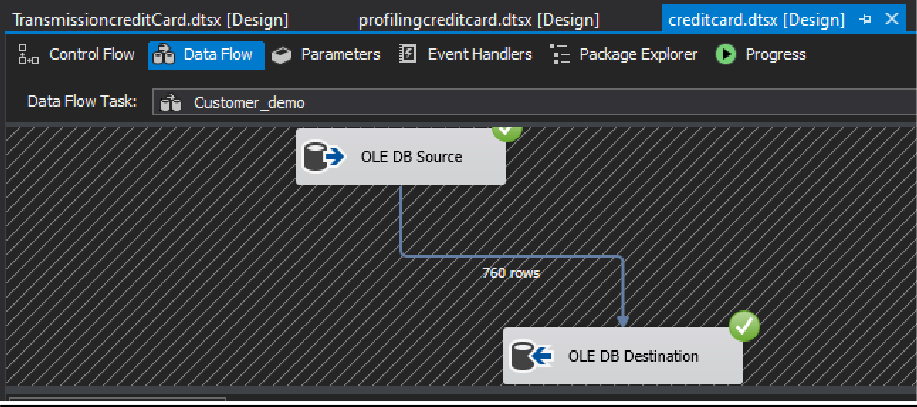 TransmissioncreditCard.dtsx [Design] profilingcreditcard.dtsx [Design] creditcard.dtsx [Design]
Control Flow Data Flow Parameters Event Handlers Package Explorer Progress
Data Flow Task: Customer_demo
OLE DB Source
760 rows
OLE DB Destination